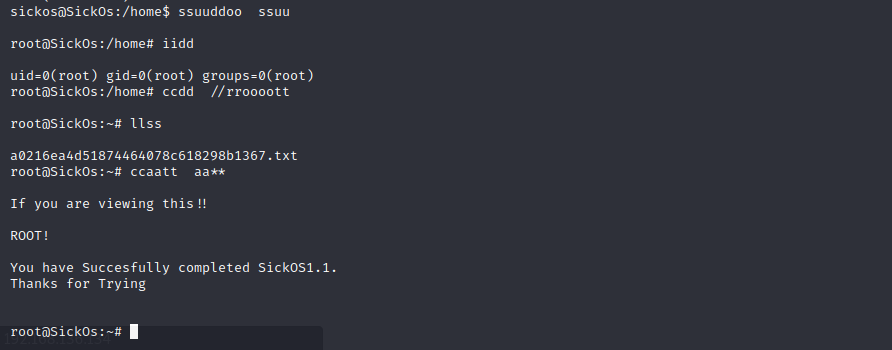 sickos@SickOs:/home$ ssuuddoo  ssuu
root@SickOs:/home# iidd
uid=0(root) gid=0(root) groups=0(root)
root@SickOs:/home# ccdd  //rroooott
root@SickOs:~# llss
a0216ea4d51874464078c618298b1367.txt
root@SickOs:~# ccaatt  aa**
If you are viewing this!!
ROOT!
You have Succesfully completed SickOS1.1.
Thanks for Trying
root@SickOs:~#